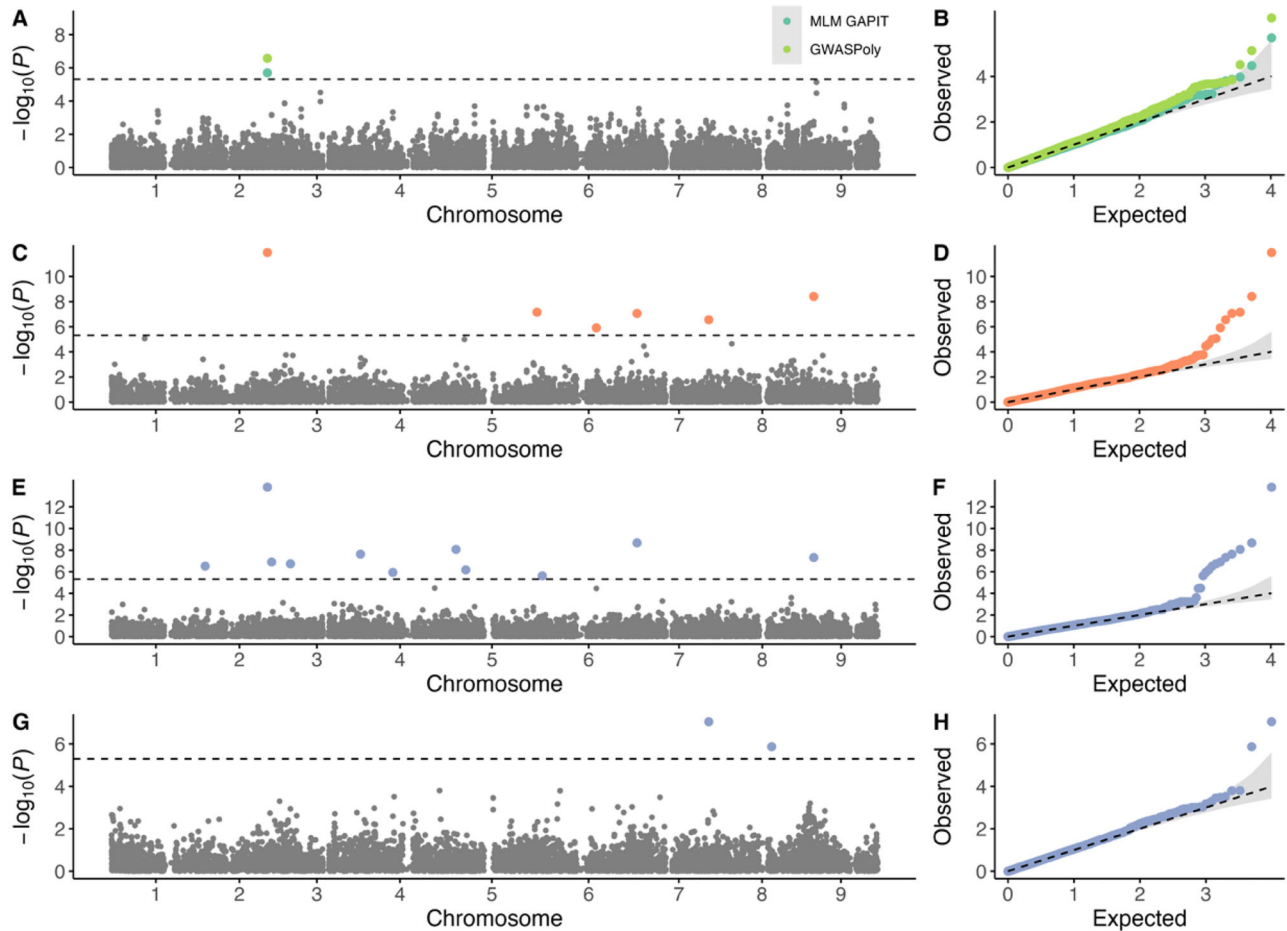 A
−log₁₀(P)
8
6
4
2
0
1 2 3 4 5 6 7 8 9
Chromosome
MLM GAPIT
GWASPoly
B
Observed
4
2
0
0 1 2 3 4
Expected
C
−log₁₀(P)
10
8
6
4
2
0
1 2 3 4 5 6 7 8 9
Chromosome
D
Observed
10
8
6
4
2
0
0 1 2 3 4
Expected
E
−log₁₀(P)
12
10
8
6
4
2
0
1 2 3 4 5 6 7 8 9
Chromosome
F
Observed
12
10
8
6
4
2
0
0 1 2 3 4
Expected
G
−log₁₀(P)
6
4
2
0
1 2 3 4 5 6 7 8 9
Chromosome
H
Observed
6
4
2
0
0 1 2 3 4
Expected